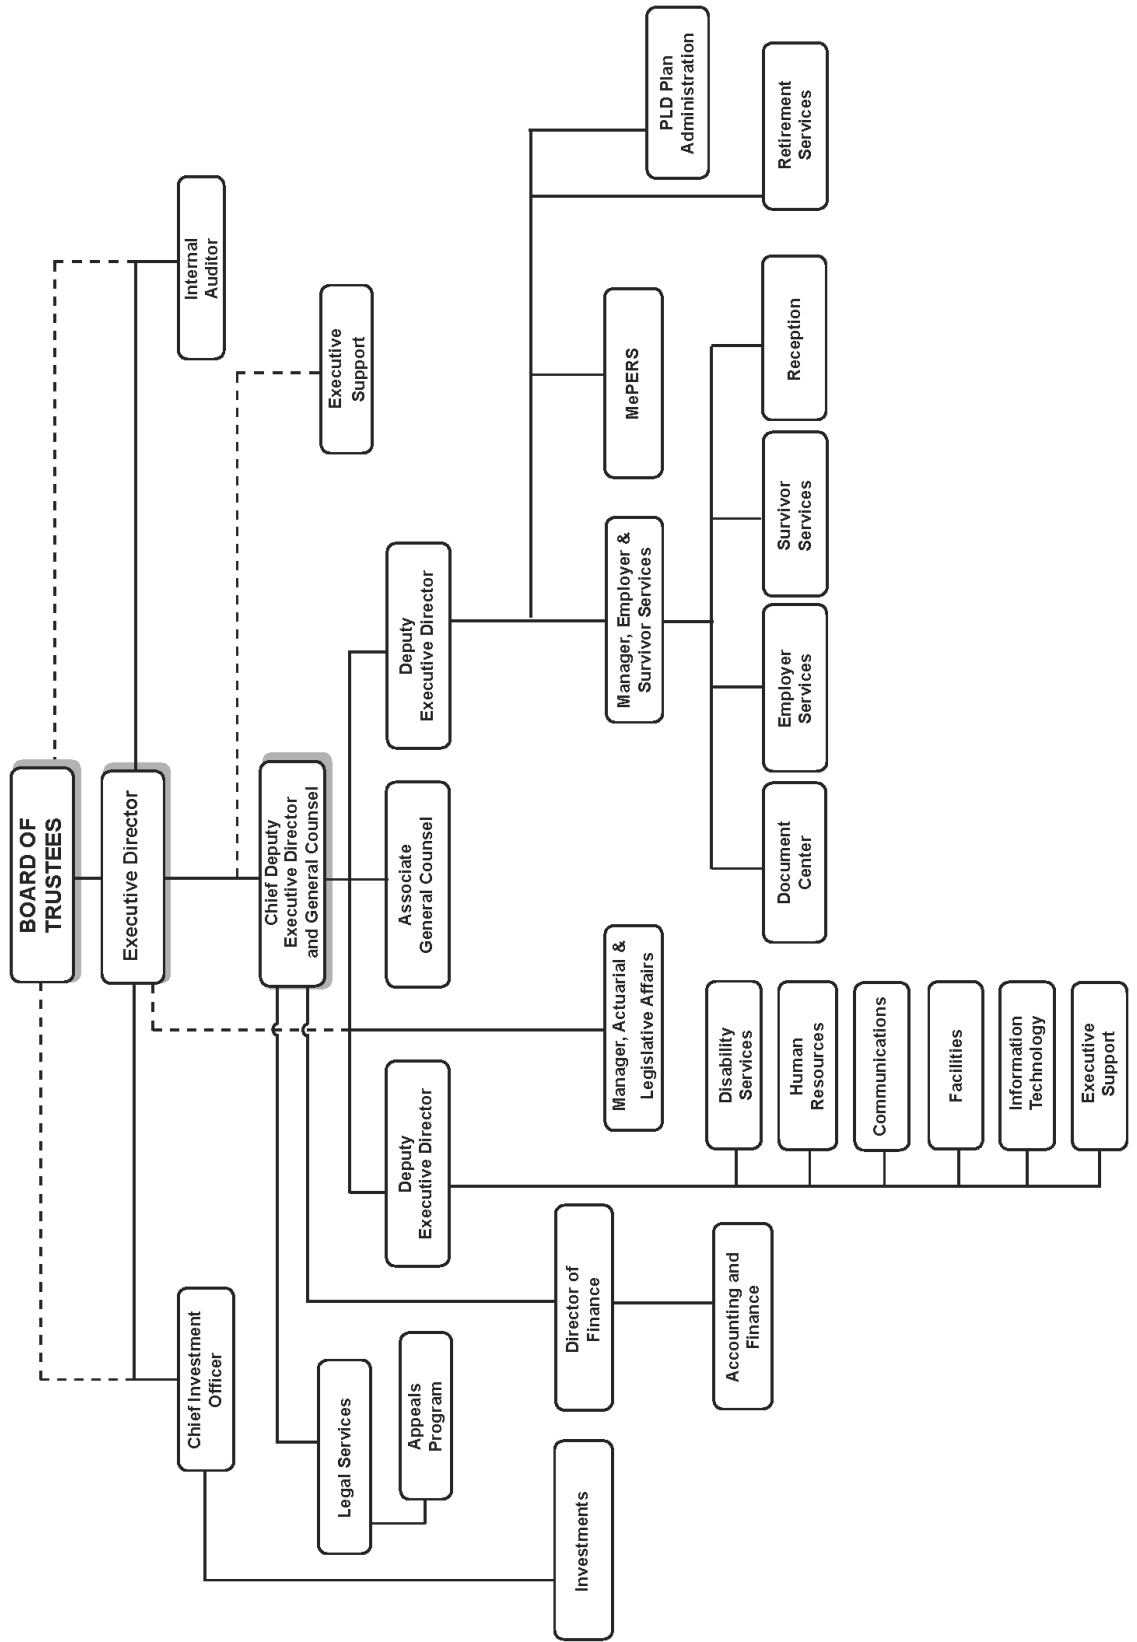 BOARD OF
TRUSTEES
Executive Director
Chief Investment
Officer
Internal
Auditor
Chief Deputy
Executive Director
and General Counsel
Legal Services
Executive
Support
Appeals
Program
Deputy
Executive Director
Associate
General Counsel
Deputy
Executive Director
Investments
Director of
Finance
Manager, Actuarial &
Legislative Affairs
Manager, Employer &
Survivor Services
MePERS
PLD Plan
Administration
Accounting and
Finance
Disability
Services
Human
Resources
Communications
Facilities
Information
Technology
Executive
Support
Document
Center
Employer
Services
Survivor
Services
Reception
Retirement
Services